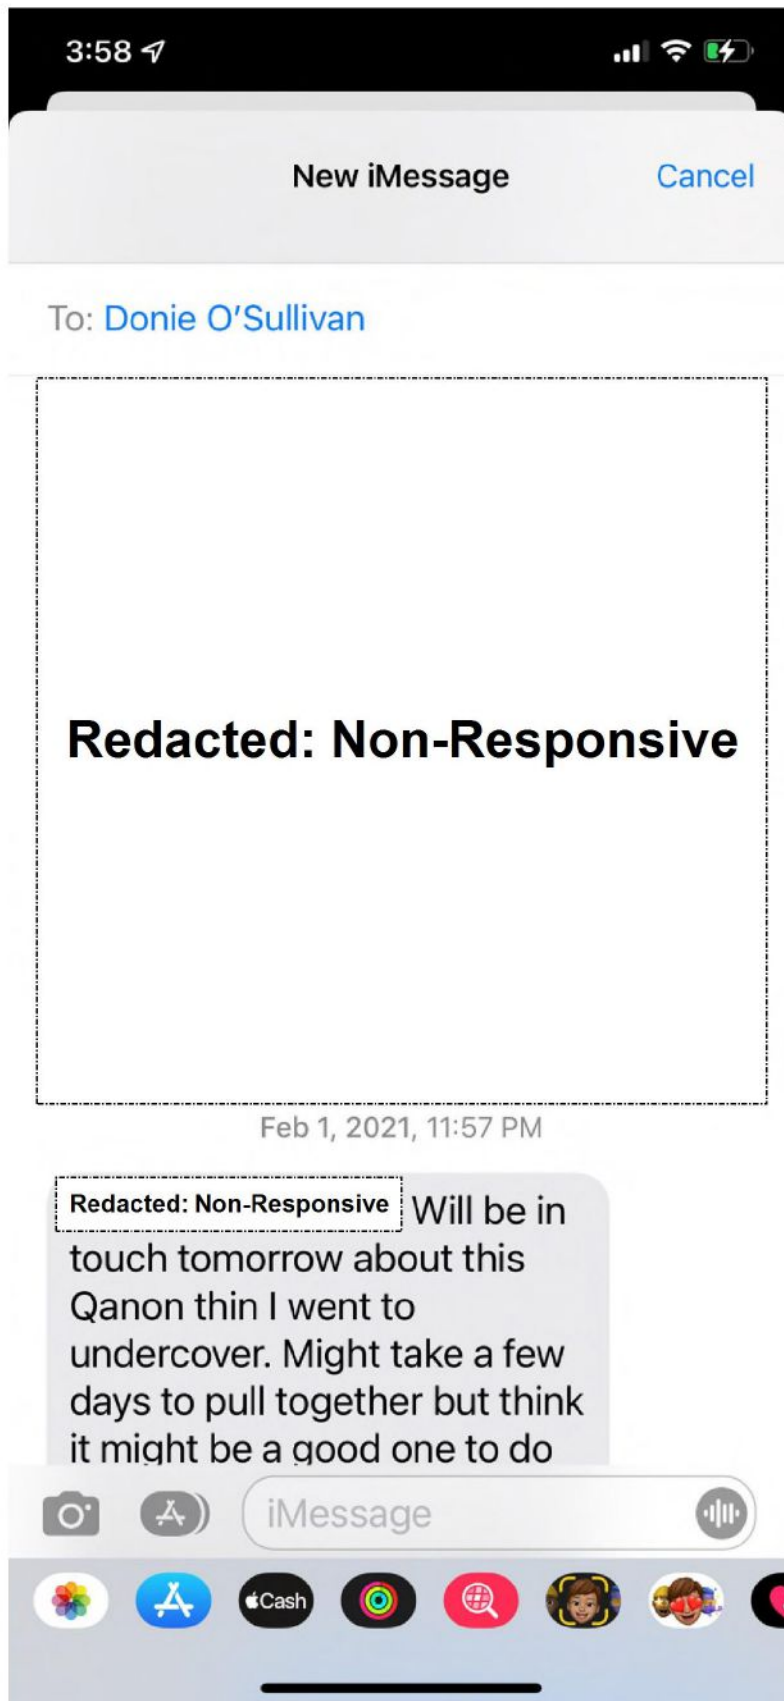 3:58
New iMessage
Cancel
To: Donie O'Sullivan
Redacted: Non-Responsive
Feb 1, 2021, 11:57 PM
Redacted: Non-Responsive Will be in
touch tomorrow about this
Qanon thin I went to
undercover. Might take a few
days to pull together but think
it might be a good one to do
iMessage
Cash